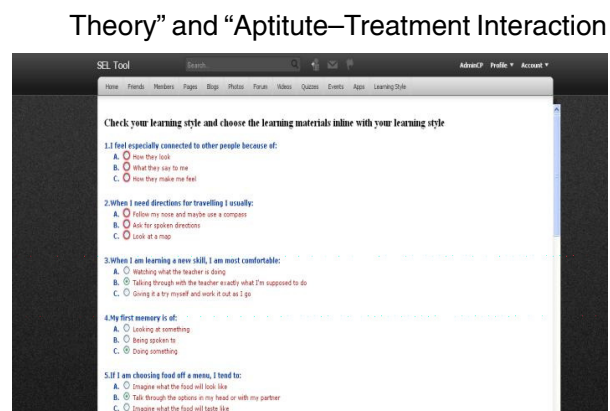 Theory” and “Aptitute–Treatment Interaction
SEL Tool Search... AdminCP Profile ▼ Account ▼
Home Friends Members Pages Blogs Photos Forum Videos Quizzes Events Apps Learning Style
Check your learning style and choose the learning materials inline with your learning style
1.I feel especially connected to other people because of:
A. How they look
B. What they say to me
C. How they make me feel
2.When I need directions for travelling I usually:
A. Follow my nose and maybe use a compass
B. Ask for spoken directions
C. Look at a map
3.When I am learning a new skill, I am most comfortable:
A. Watching what the teacher is doing
B. Talking through with the teacher exactly what I'm supposed to do
C. Giving it a try myself and work it out as I go
4.My first memory is of:
A. Looking at something
B. Being spoken to
C. Doing something
5.If I am choosing food off a menu, I tend to:
A. Imagine what the food will look like
B. Talk through the options in my head or with my partner
C. Imagine what the food will taste like